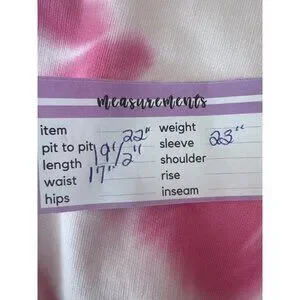 measurements
item
pit to pit 22"
length 19 1/2"
waist 17"
hips
weight
sleeve 23"
shoulder
rise
inseam